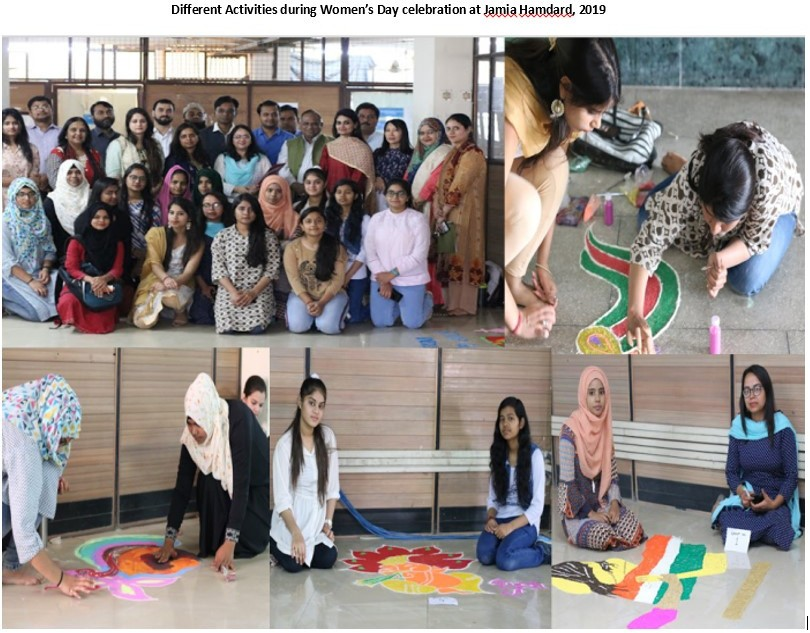 Different Activities during Women's Day celebration at Jamia Hamdard, 2019